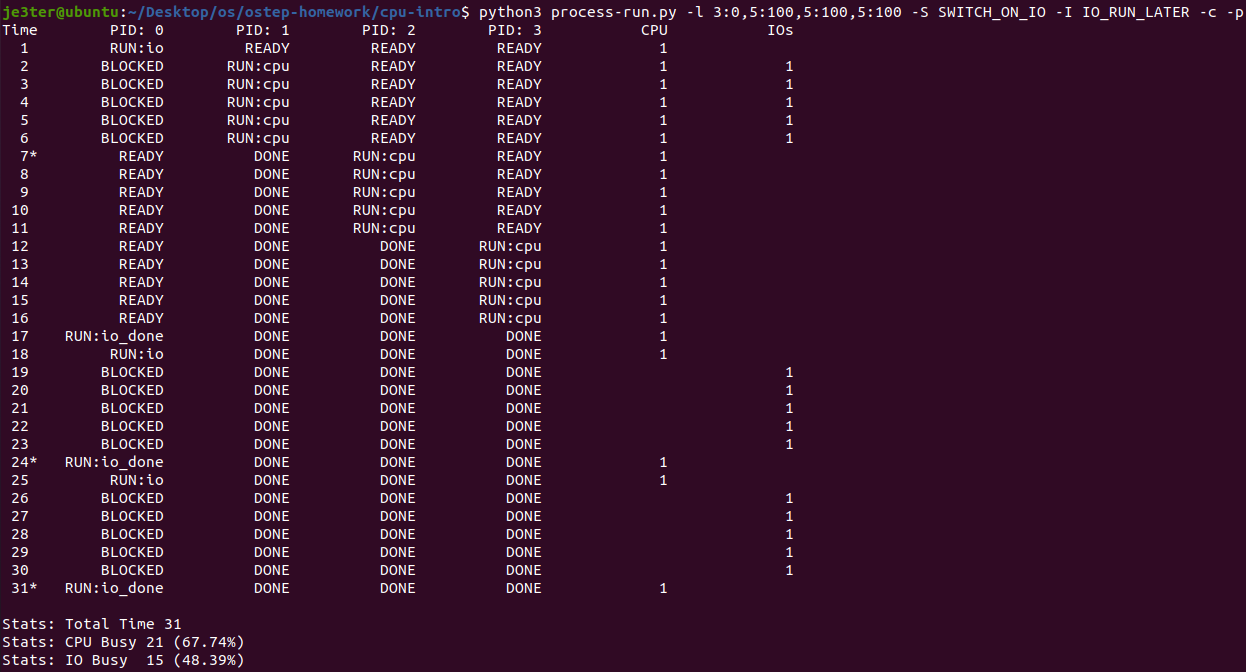 je3ter@ubuntu:~/Desktop/os/ostep-homework/cpu-intro$ python3 process-run.py -l 3:0,5:100,5:100,5:100 -S SWITCH_ON_IO -I IO_RUN_LATER -c -p
Time PID: 0 PID: 1 PID: 2 PID: 3 CPU IOs
1 RUN:io READY READY READY 1
2 BLOCKED RUN:cpu READY READY 1 1
3 BLOCKED RUN:cpu READY READY 1 1
4 BLOCKED RUN:cpu READY READY 1 1
5 BLOCKED RUN:cpu READY READY 1 1
6 BLOCKED RUN:cpu READY READY 1 1
7* READY DONE RUN:cpu READY 1
8 READY DONE RUN:cpu READY 1
9 READY DONE RUN:cpu READY 1
10 READY DONE RUN:cpu READY 1
11 READY DONE RUN:cpu READY 1
12 READY DONE DONE RUN:cpu 1
13 READY DONE DONE RUN:cpu 1
14 READY DONE DONE RUN:cpu 1
15 READY DONE DONE RUN:cpu 1
16 READY DONE DONE RUN:cpu 1
17 RUN:io_done DONE DONE DONE 1
18 RUN:io DONE DONE DONE 1
19 BLOCKED DONE DONE DONE 1
20 BLOCKED DONE DONE DONE 1
21 BLOCKED DONE DONE DONE 1
22 BLOCKED DONE DONE DONE 1
23 BLOCKED DONE DONE DONE 1
24* RUN:io_done DONE DONE DONE 1
25 RUN:io DONE DONE DONE 1
26 BLOCKED DONE DONE DONE 1
27 BLOCKED DONE DONE DONE 1
28 BLOCKED DONE DONE DONE 1
29 BLOCKED DONE DONE DONE 1
30 BLOCKED DONE DONE DONE 1
31* RUN:io_done DONE DONE DONE 1
Stats: Total Time 31
Stats: CPU Busy 21 (67.74%)
Stats: IO Busy 15 (48.39%)